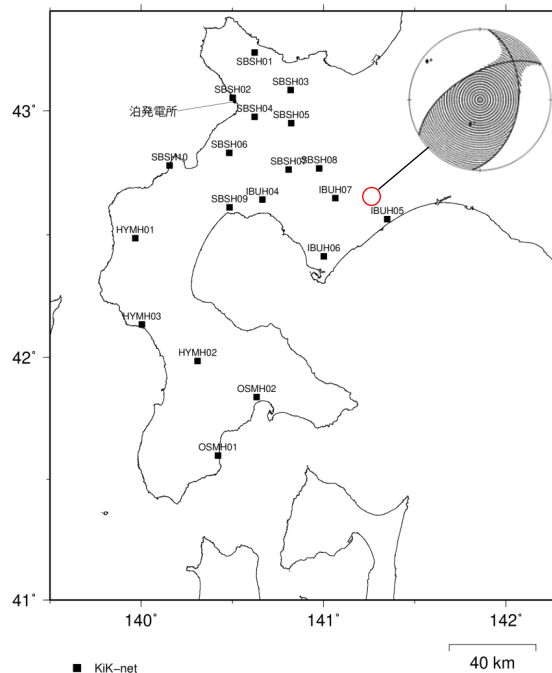 SBSH01
SBSH03
SBSH02
泊発電所
43˚
SBSH04
SBSH05
SBSH06
SBSH10
SBSH07
SBSH08
IBUH04
IBUH07
SBSH09
IBUH05
HYMH01
IBUH06
HYMH03
42˚
HYMH02
OSMH02
OSMH01
41˚
140˚ 141˚ 142˚
KiK−net
40 km